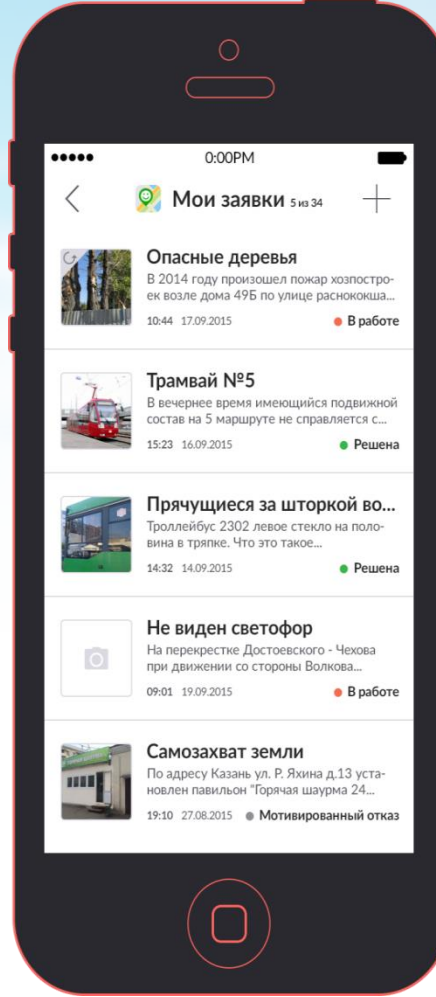 0:00PM
Мои заявки 5 из 34
Опасные деревья
В 2014 году произошел пожар хозпостро-
ек возле дома 49Б по улице раснококша...
10:44 17.09.2015 В работе
Трамвай №5
В вечернее время имеющийся подвижной
состав на 5 маршруте не справляется с...
15:23 16.09.2015 Решена
Прячущиеся за шторкой во...
Троллейбус 2302 левое стекло на поло-
вина в тряпке. Что это такое...
14:32 14.09.2015 Решена
Не виден светофор
На перекрестке Достоевского - Чехова
при движении со стороны Волкова...
09:01 19.09.2015 В работе
Самозахват земли
По адресу Казань ул. Р. Яхина д.13 уста-
новлен павильон "Горячая шаурма 24...
19:10 27.08.2015 Мотивированный отказ